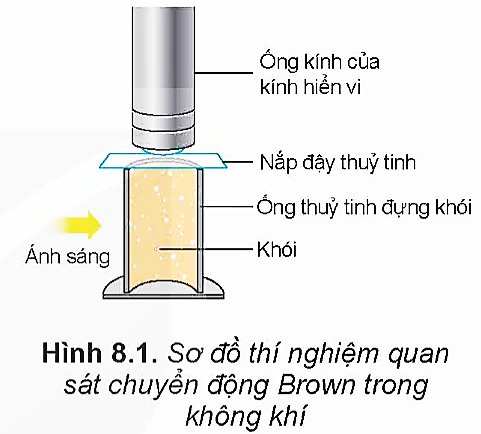 Ống kính của
kính hiển vi
Nắp đậy thuỷ tinh
Ống thuỷ tinh đựng khói
Ánh sáng
Khói
Hình 8.1. Sơ đồ thí nghiệm quan
sát chuyển động Brown trong
không khí